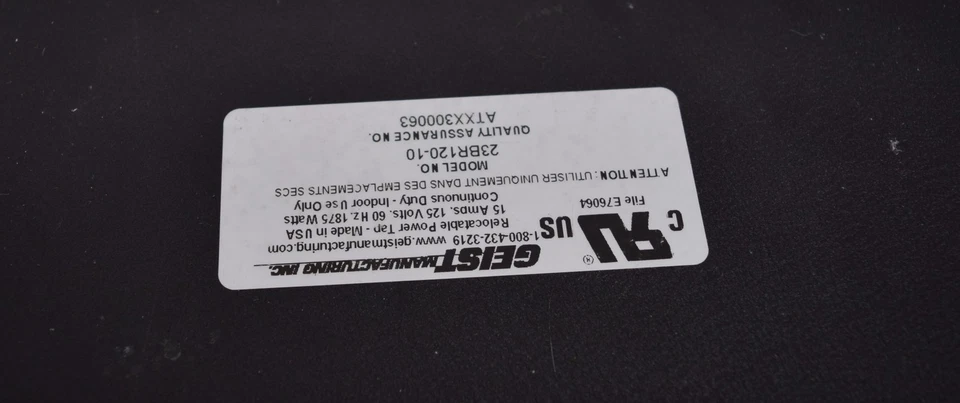 GEIST MANUFACTURING INC.
1-800-432-3219 www.geistmanufacturing.com
Relocatable Power Tap - Made in USA
15 Amps. 125 Volts. 60 Hz. 1875 Watts
Continuous Duty - Indoor Use Only
ATTENTION: UTILISER UNIQUEMENT DANS DES EMPLACEMENTS SECS
MODEL NO.
23BR120-10
QUALITY ASSURANCE NO.
ATXX300063
® C RU US
File E76064